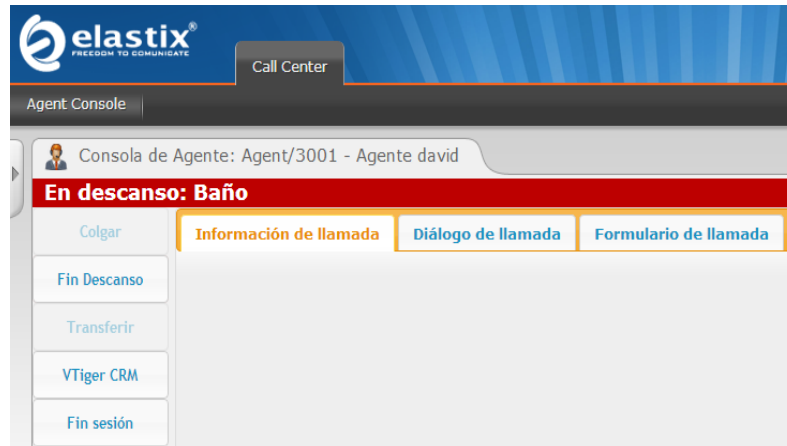 elastix®
FREEDOM TO COMMUNICATE
Call Center
Agent Console
Consola de Agente: Agent/3001 - Agente david
En descanso: Baño
Colgar
Información de llamada
Diálogo de llamada
Formulario de llamada
Fin Descanso
Transferir
VTiger CRM
Fin sesión